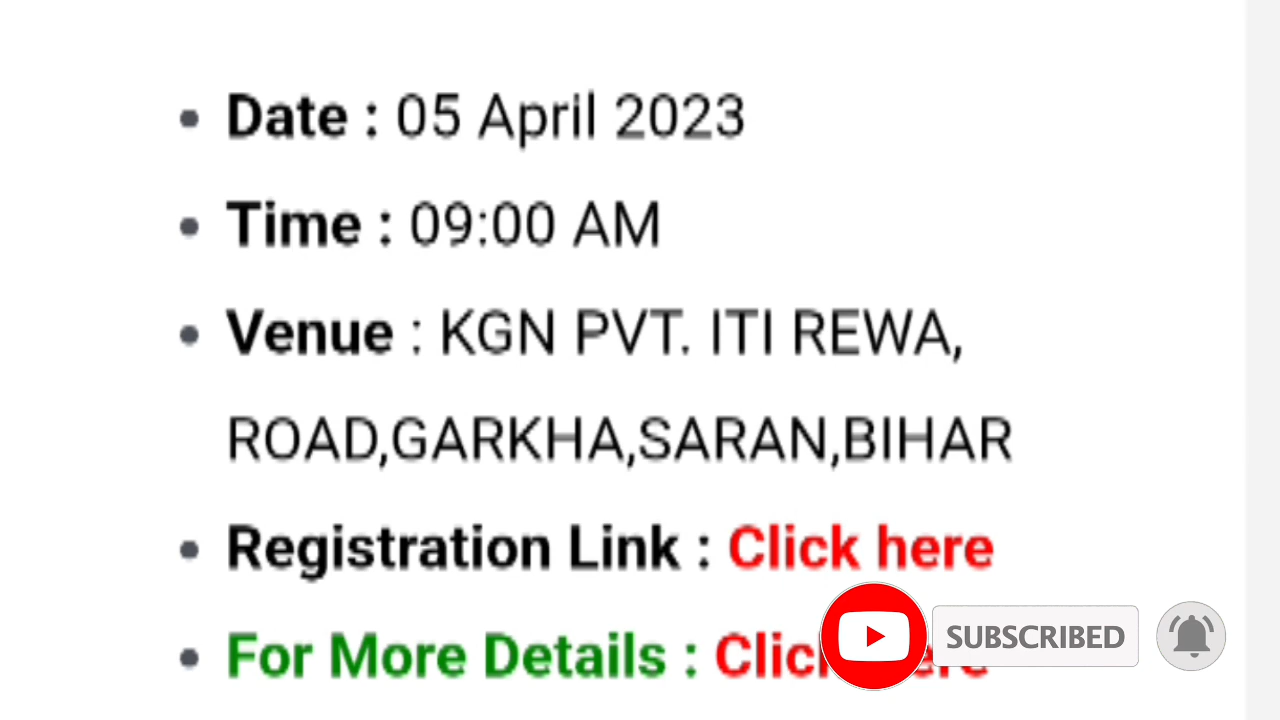 Date : 05 April 2023
Time : 09:00 AM
Venue : KGN PVT. ITI REWA,
ROAD,GARKHA,SARAN,BIHAR
Registration Link : Click here
For More Details :
SUBSCRIBED